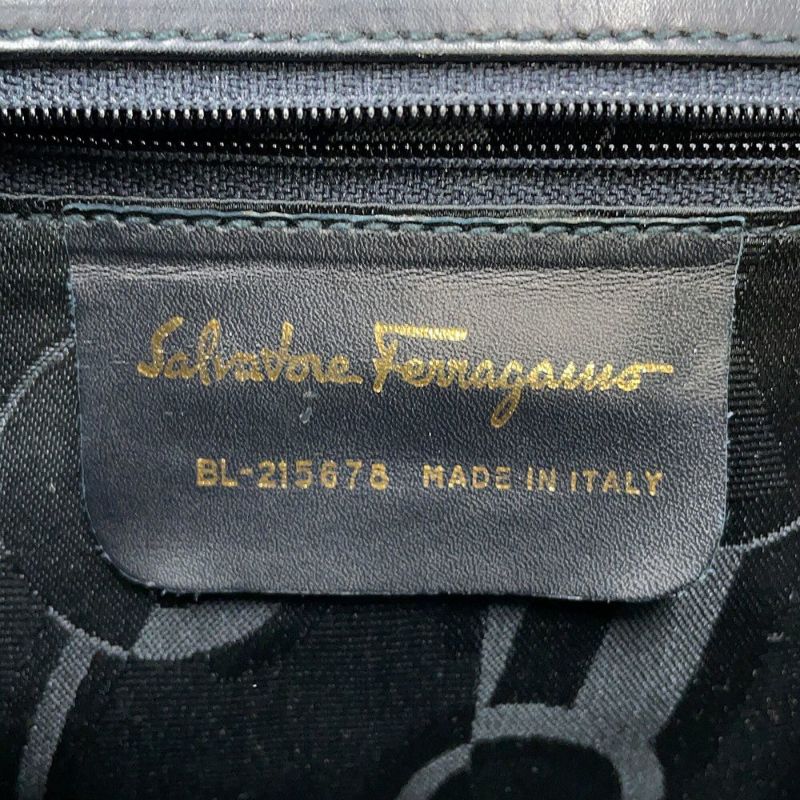 Salvatore Ferragamo
BL-215678 MADE IN ITALY